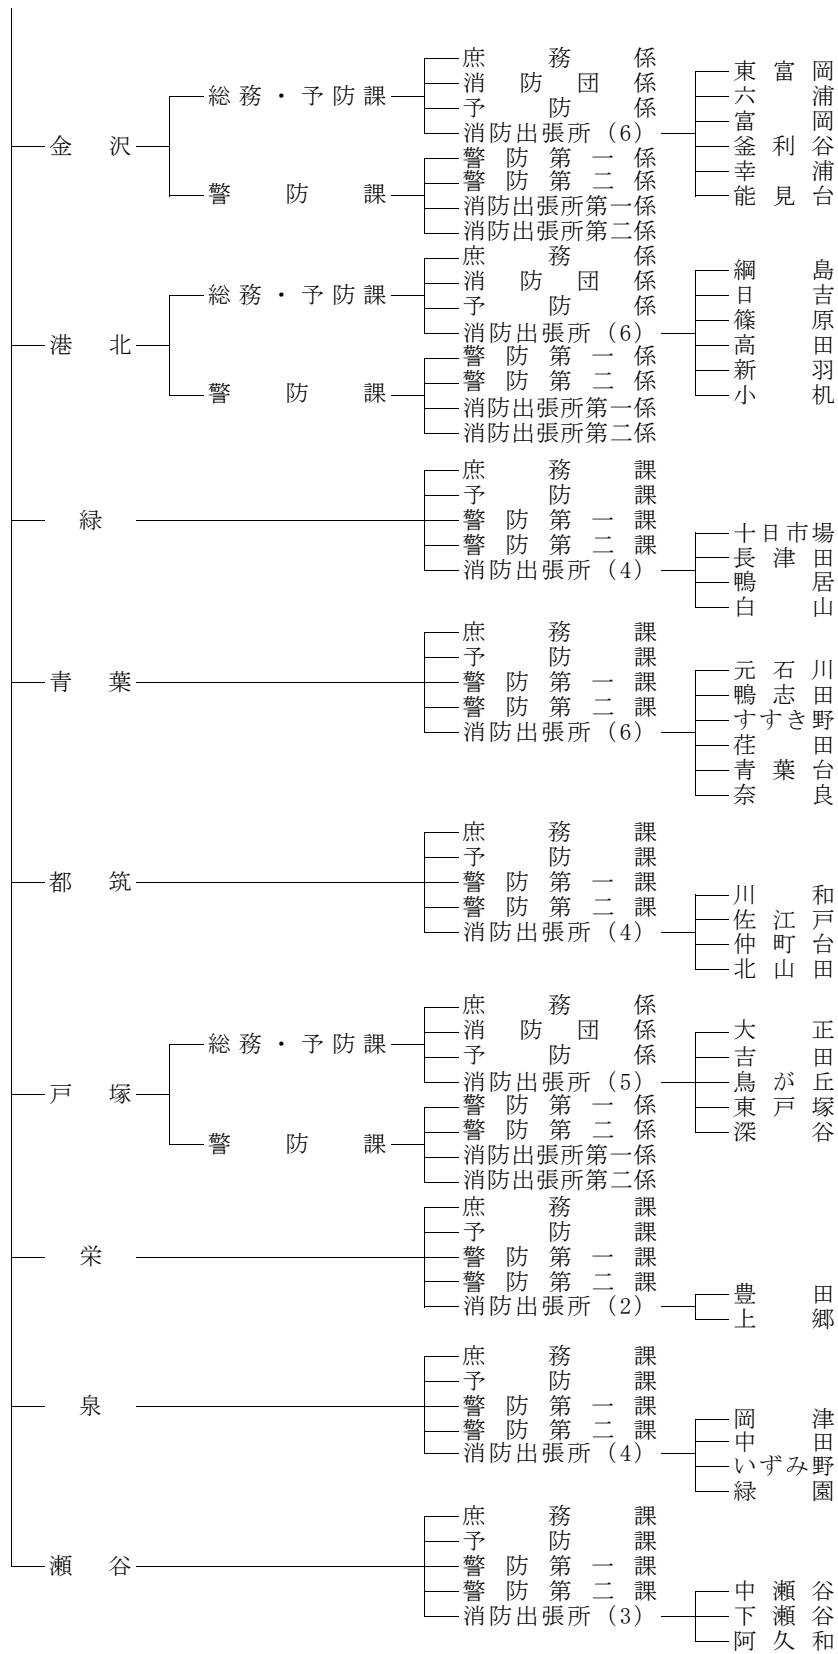 金沢
総務・予防課
庶務係
消防団係
予防係
消防出張所（6）
東富岡
六浦
富岡
釜利谷
幸浦
能見台
警防課
警防第一係
警防第二係
消防出張所第一係
消防出張所第二係
港北
総務・予防課
庶務係
消防団係
予防係
消防出張所（6）
綱島
日吉
篠原
高田
新羽
小机
警防課
警防第一係
警防第二係
消防出張所第一係
消防出張所第二係
緑
庶務課
予防課
警防第一課
警防第二課
消防出張所（4）
十日市場
長津田
鴨居
白山
青葉
庶務課
予防課
警防第一課
警防第二課
消防出張所（6）
元石川
鴨志田
すすき野
荏田
青葉台
奈良
都筑
庶務課
予防課
警防第一課
警防第二課
消防出張所（4）
川和
佐江戸
仲町台
北山田
戸塚
総務・予防課
庶務係
消防団係
予防係
消防出張所（5）
大正
吉田
鳥が丘
東戸塚
深谷
警防課
警防第一係
警防第二係
消防出張所第一係
消防出張所第二係
栄
庶務課
予防課
警防第一課
警防第二課
消防出張所（2）
豊田
上郷
泉
庶務課
予防課
警防第一課
警防第二課
消防出張所（4）
岡津
中田
いずみ野
緑園
瀬谷
庶務課
予防課
警防第一課
警防第二課
消防出張所（3）
中瀬谷
下瀬谷
阿久和